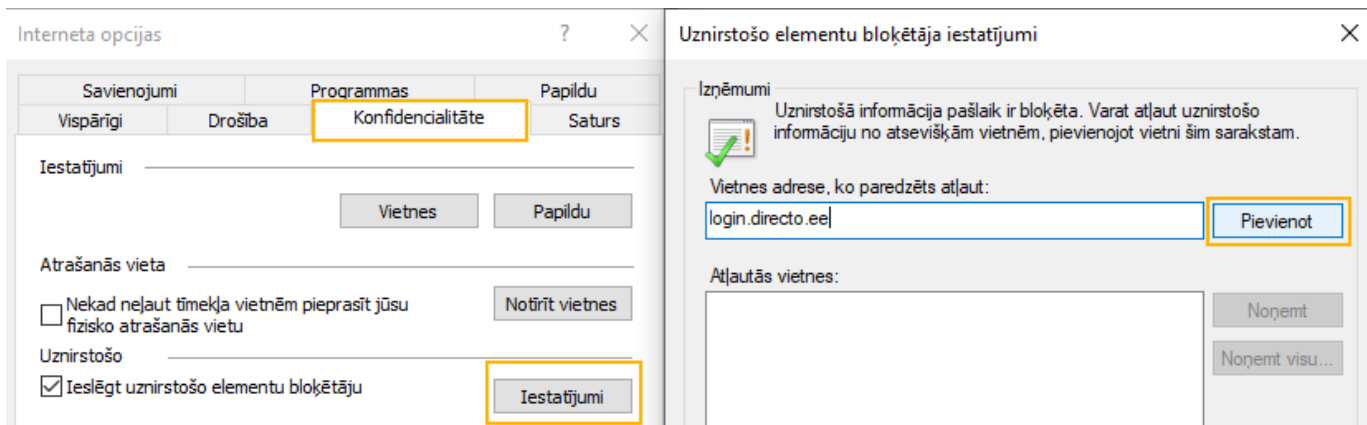 Interneta opcijas
Savienojumi
Programmas
Papildu
Vispārīgi
Drošība
Konfidencialitāte
Saturs
Iestatījumi
Vietnes
Papildu
Atrašanās vieta
Nekad neļaut tīmekļa vietnēm pieprasīt jūsu
fizisko atrašanās vietu
Notīrīt vietnes
Uznirstošo
Ieslēgt uznirstošo elementu bloķētāju
Iestatījumi
Uznirstošo elementu bloķētāja iestatījumi
Izņēmumi
Uznirstošā informācija pašlaik ir bloķēta. Varat atļaut uznirstošo
informāciju no atsevišķām vietnēm, pievienojot vietni šim sarakstam.
Vietnes adrese, ko paredzēts atļaut:
login.directo.ee
Pievienot
Atļautās vietnes:
Noņemt
Noņemt visu...